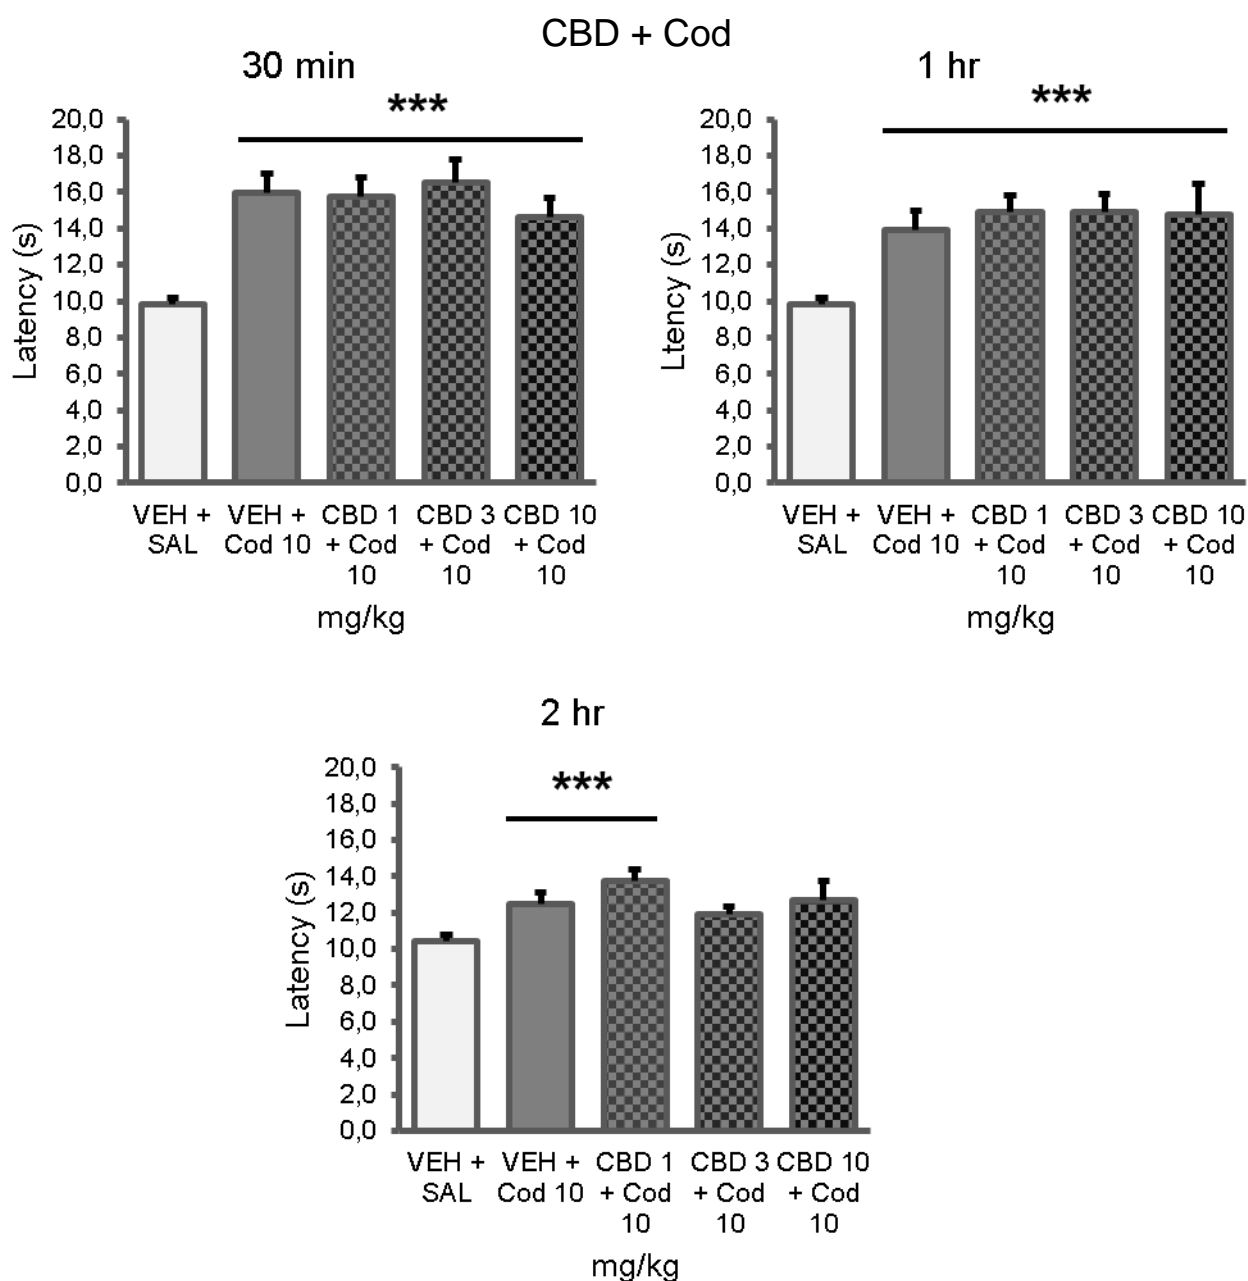 CBD + Cod
30 min
***
20,0
18,0
16,0
14,0
12,0
10,0
8,0
6,0
4,0
2,0
0,0
Latency (s)
VEH + VEH + CBD 1 CBD 3 CBD 10
SAL Cod 10 + Cod + Cod + Cod
10 10 10
mg/kg
1 hr
***
20,0
18,0
16,0
14,0
12,0
10,0
8,0
6,0
4,0
2,0
0,0
Ltency (s)
VEH + VEH + CBD 1 CBD 3 CBD 10
SAL Cod 10 + Cod + Cod + Cod
10 10 10
mg/kg
2 hr
***
20,0
18,0
16,0
14,0
12,0
10,0
8,0
6,0
4,0
2,0
0,0
Latency (s)
VEH + VEH + CBD 1 CBD 3 CBD 10
SAL Cod 10 + Cod + Cod + Cod
10 10 10
mg/kg